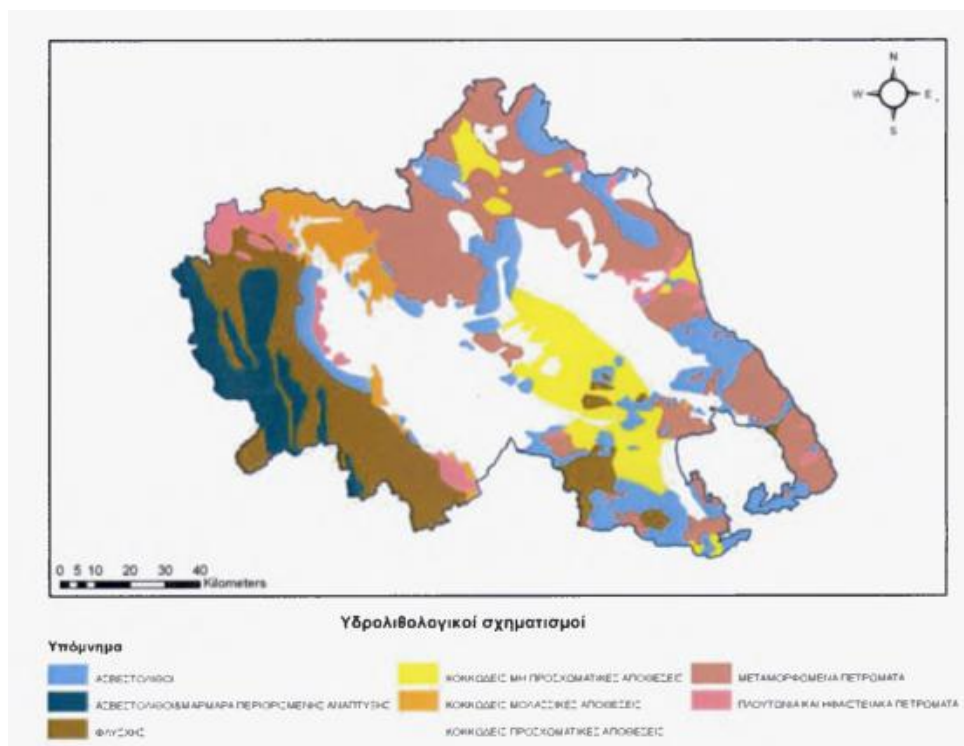 N
W E
S
0 5 10 20 30 40
Kilometers
Υδρολιθολογικοί σχηματισμοί
Υπόμνημα
ΑΣΒΕΣΤΟΛΙΘΟΙ
ΑΣΒΕΣΤΟΛΙΘΟΙ&ΜΑΡΜΑΡΑ ΠΕΡΙΟΡΙΣΜΕΝΗΣ ΑΝΑΠΤΥΞΗΣ
ΦΛΥΣΧΗΣ
ΚΟΚΚΩΔΕΙΣ ΜΗ ΠΡΟΣΧΩΜΑΤΙΚΕΣ ΑΠΟΘΕΣΕΙΣ
ΚΟΚΚΩΔΕΙΣ ΜΟΛΑΣΣΙΚΕΣ ΑΠΟΘΕΣΕΙΣ
ΚΟΚΚΩΔΕΙΣ ΠΡΟΣΧΩΜΑΤΙΚΕΣ ΑΠΟΘΕΣΕΙΣ
ΜΕΤΑΜΟΡΦΩΜΕΝΑ ΠΕΤΡΩΜΑΤΑ
ΠΛΟΥΤΩΝΙΑ ΚΑΙ ΗΦΑΙΣΤΕΙΑΚΑ ΠΕΤΡΩΜΑΤΑ